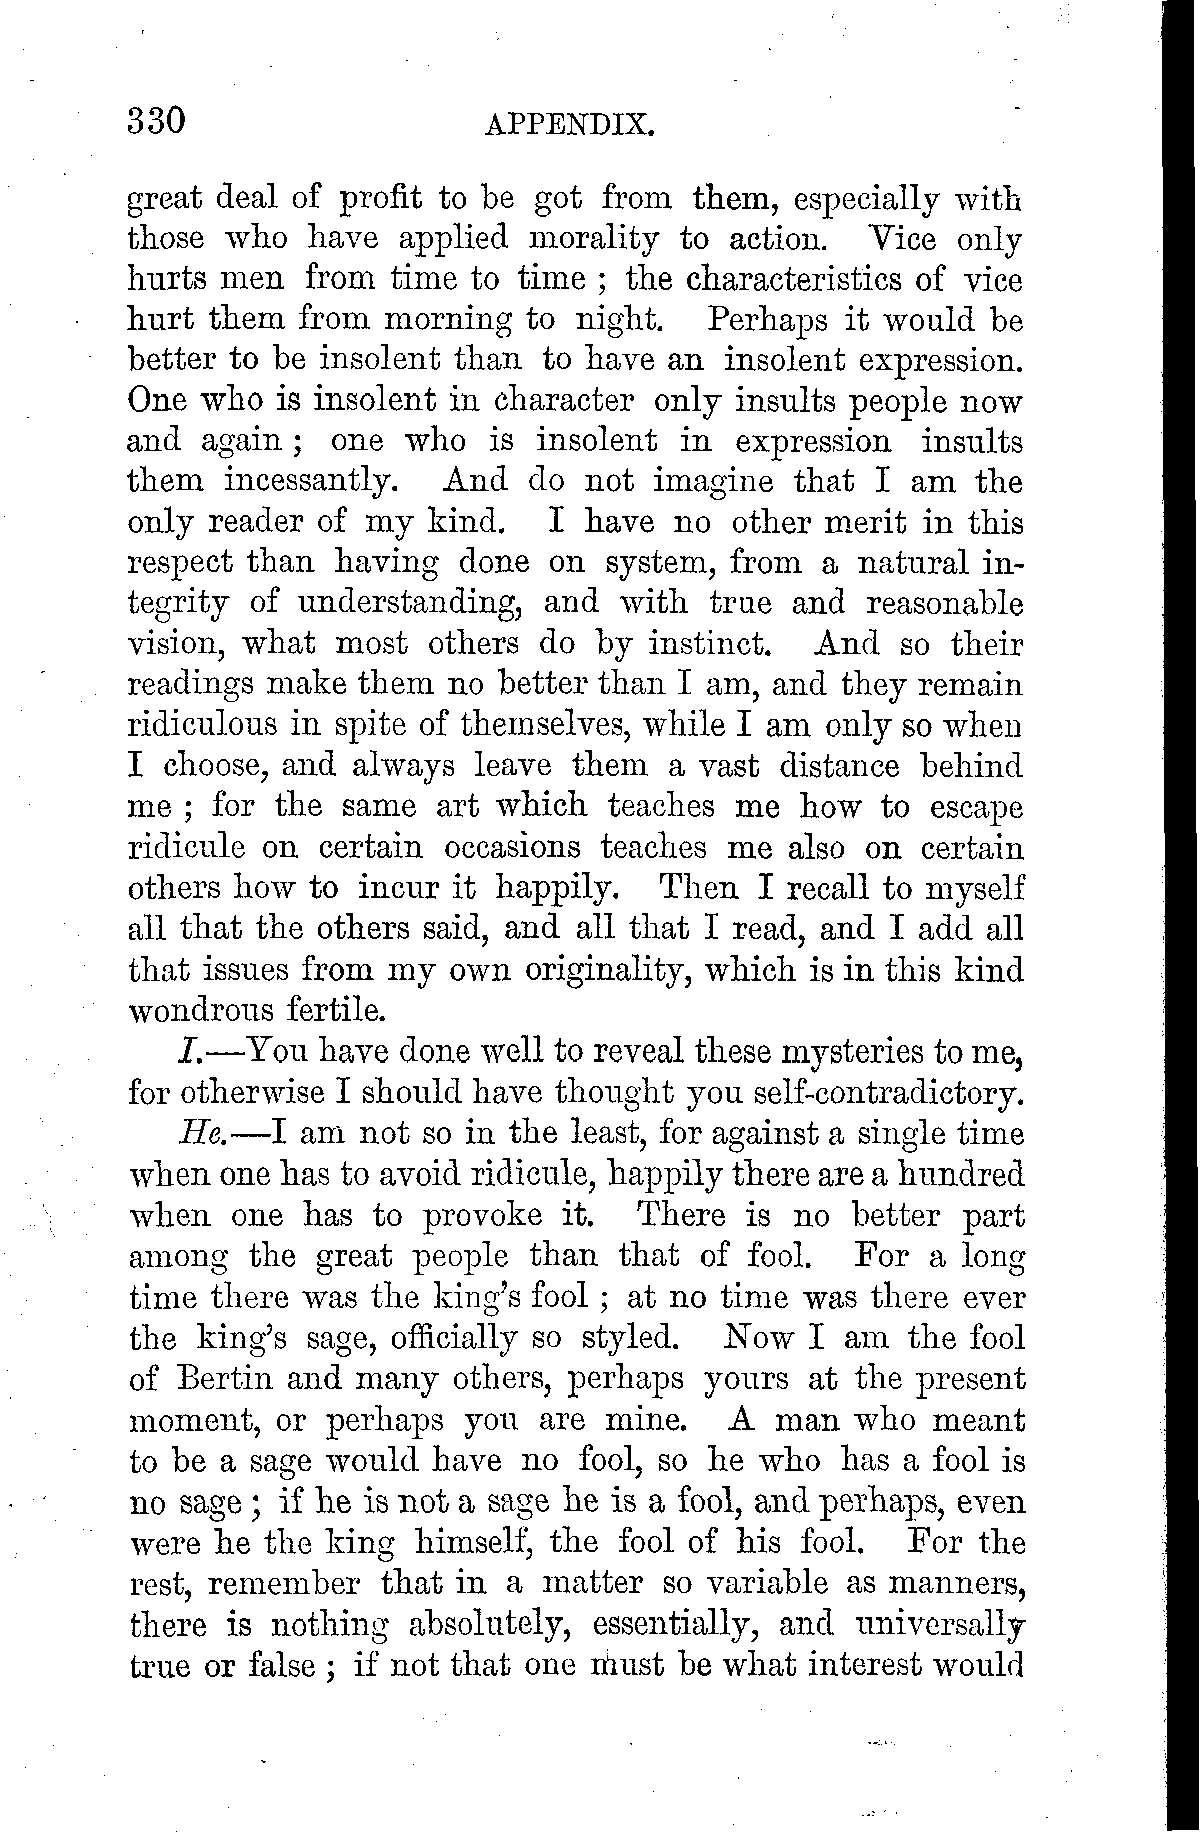 330 APPENDIX.
great deal of profit to be got from them, especially with
those who have applied morality to action. Vice only
hurts men from time to time ; the characteristics of vice
hurt them from morning to night. Perhaps it would be
better to be insolent than to have an insolent expression.
One who is insolent in character only insults people now
and again ; one who is insolent in expression insults
them incessantly. And do not imagine that I am the
only reader of my kind. I have no other merit in this
respect than having done on system, from a natural in-
tegrity of understanding, and with true and reasonable
vision, what most others do by instinct. And so their
readings make them no better than I am, and they remain
ridiculous in spite of themselves, while I am only so when
I choose, and always leave them a vast distance behind
me ; for the same art which teaches me how to escape
ridicule on certain occasions teaches me also on certain
others how to incur it happily. Then I recall to myself
all that the others said, and all that I read, and I add all
that issues from my own originality, which is in this kind
wondrous fertile.
I.—You have done well to reveal these mysteries to me,
for otherwise I should have thought you self-contradictory.
He.—I am not so in the least, for against a single time
when one has to avoid ridicule, happily there are a hundred
when one has to provoke it. There is no better part
among the great people than that of fool. For a long
time there was the king's fool ; at no time was there ever
the king's sage, officially so styled. Now I am the fool
of Bertin and many others, perhaps yours at the present
moment, or perhaps you are mine. A man who meant
to be a sage would have no fool, so he who has a fool is
no sage ; if he is not a sage he is a fool, and perhaps, even
were he the king himself, the fool of his fool. For the
rest, remember that in a matter so variable as manners,
there is nothing absolutely, essentially, and universally
true or false ; if not that one must be what interest would